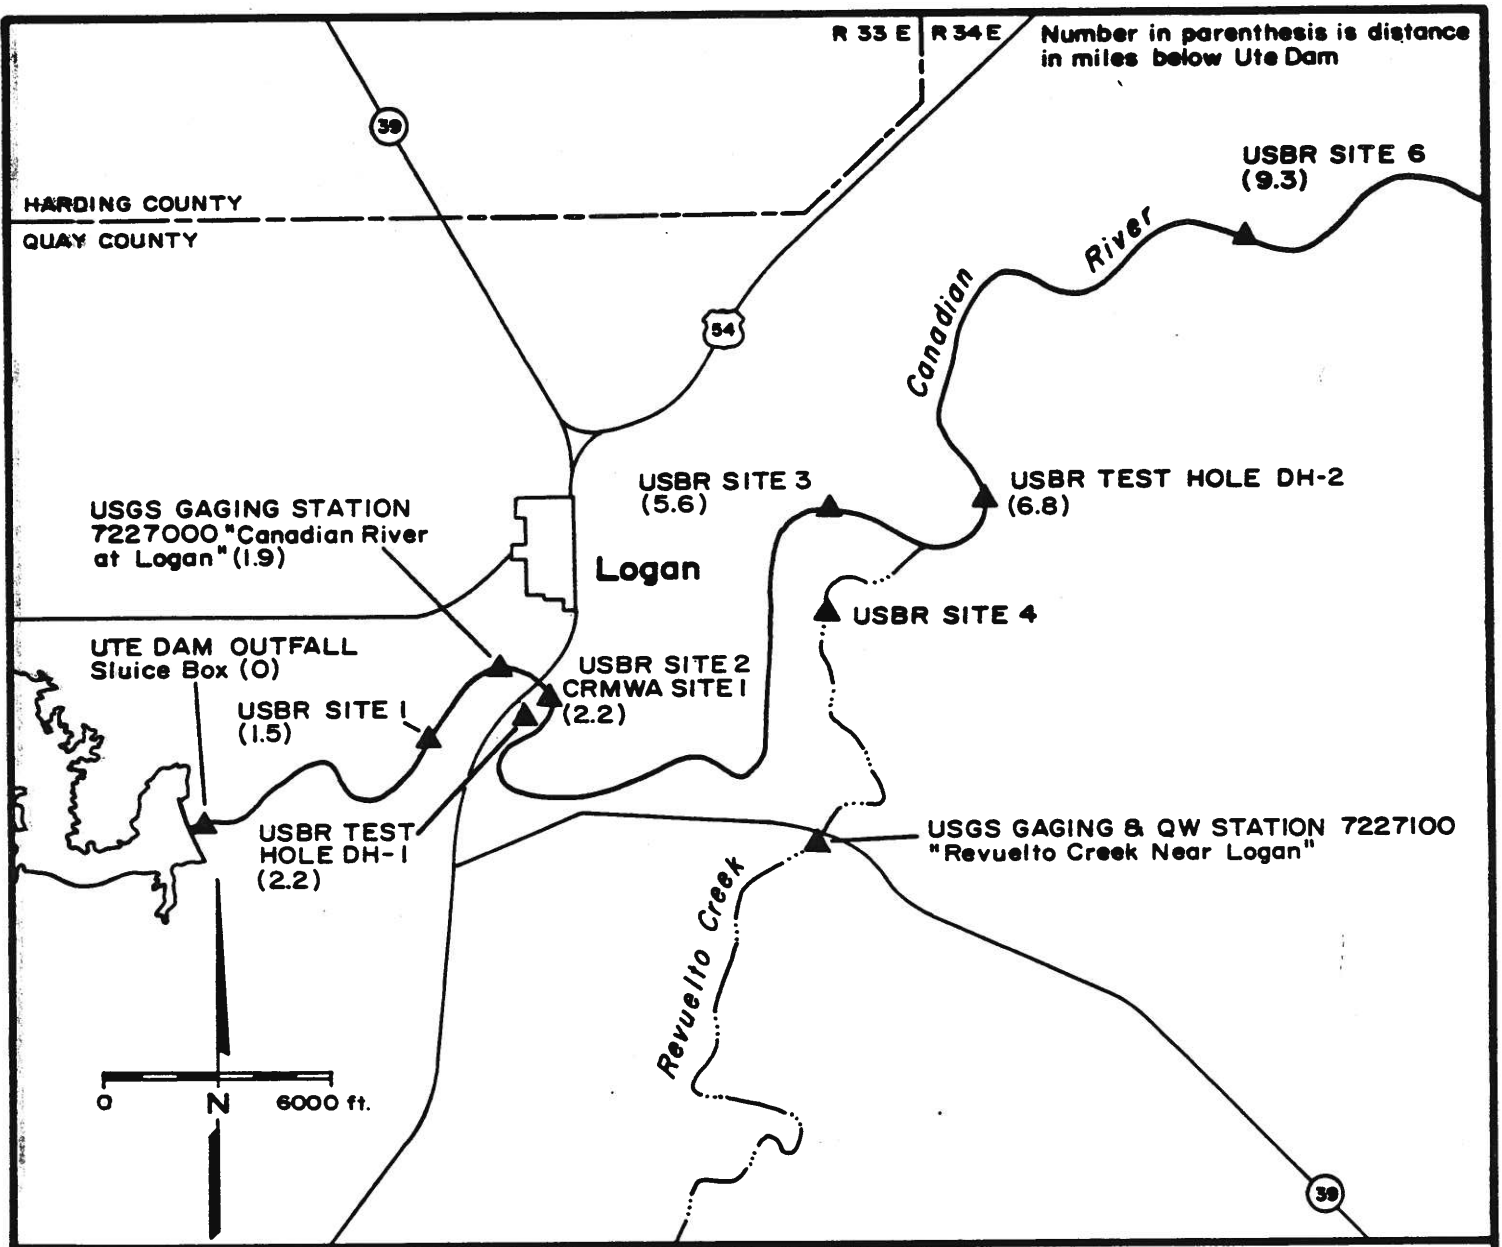 R 33 E R 34 E
Number in parenthesis is distance
in miles below Ute Dam
39
USBR SITE 6
(9.3)
HARDING COUNTY
QUAY COUNTY
Canadian River
54
USBR SITE 3
(5.6)
USBR TEST HOLE DH-2
(6.8)
USGS GAGING STATION
7227000 "Canadian River
at Logan" (1.9)
Logan
USBR SITE 4
UTE DAM OUTFALL
Sluice Box (0)
USBR SITE 2
CRMWA SITE 1
(2.2)
USBR SITE 1
(1.5)
USBR TEST
HOLE DH-1
(2.2)
USGS GAGING & QW STATION 7227100
"Revuelto Creek Near Logan"
Revuelto Creek
0 N 6000 ft.
39